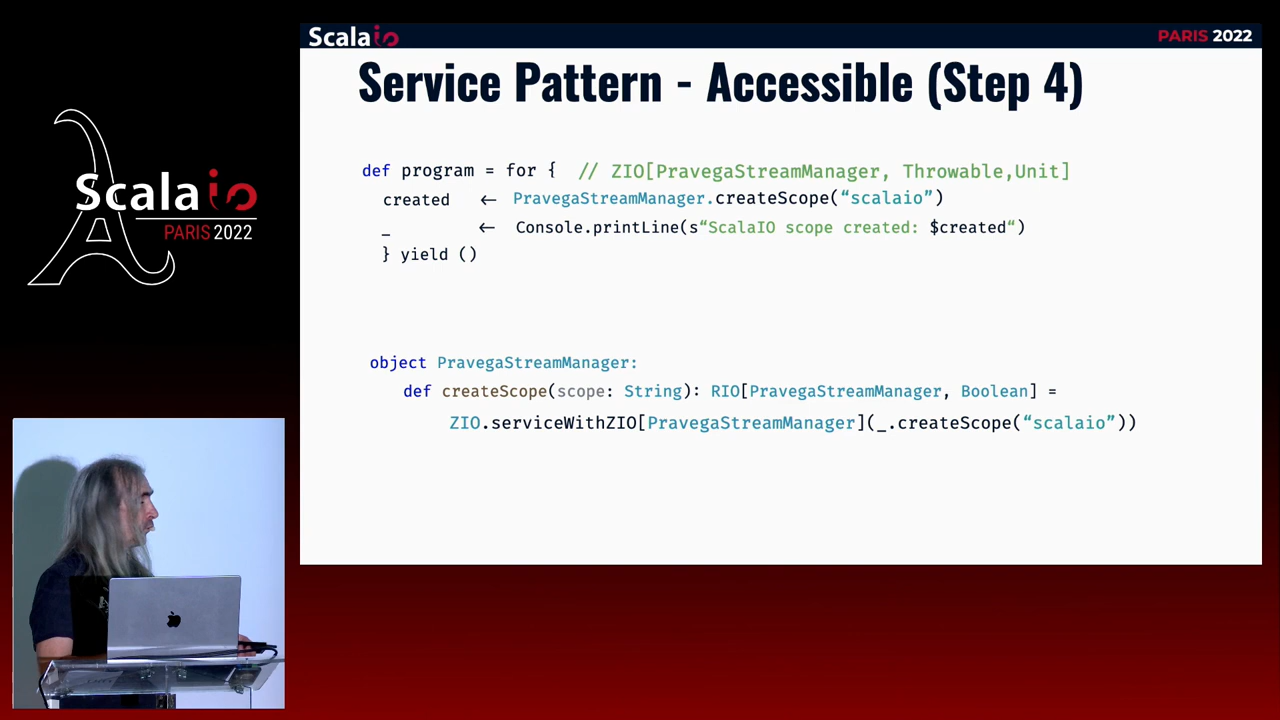 Scalaio
PARIS 2022
Service Pattern - Accessible (Step 4)
def program = for { // ZIO[PravegaStreamManager, Throwable,Unit]
created ← PravegaStreamManager.createScope(“scalaio”)
_ ← Console.printLine(s“ScalaIO scope created: $created“)
} yield ()
object PravegaStreamManager:
def createScope(scope: String): RIO[PravegaStreamManager, Boolean] =
ZIO.serviceWithZIO[PravegaStreamManager](_.createScope(“scalaio”))
Scalaio
PARIS 2022